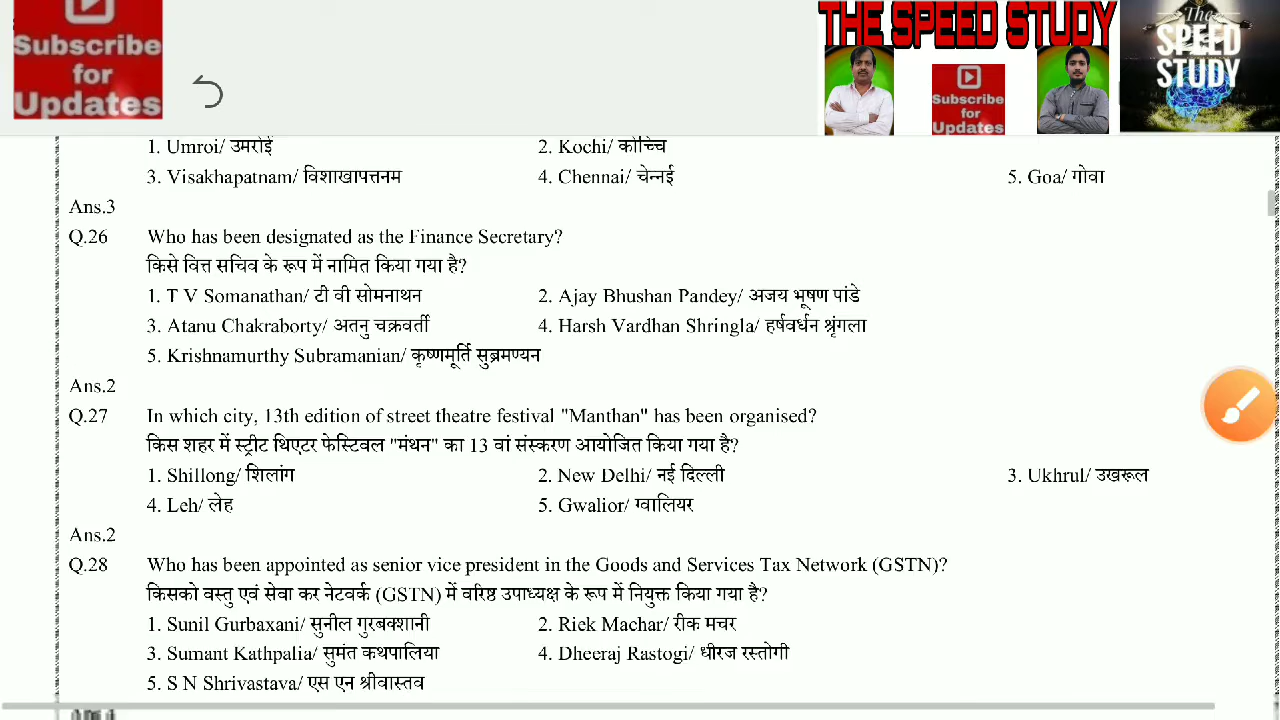 Subscribe
for
Updates
THE SPEED STUDY
Subscribe
for
Updates
The
SPEED
STUDY
1. Umroi/ उमरोई 2. Kochi/ कोच्चि
3. Visakhapatnam/ विशाखापत्तनम 4. Chennai/ चेन्नई 5. Goa/ गोवा
Ans.3
Q.26 Who has been designated as the Finance Secretary?
किसे वित्त सचिव के रूप में नामित किया गया है?
1. T V Somanathan/ टी वी सोमनाथन 2. Ajay Bhushan Pandey/ अजय भूषण पांडे
3. Atanu Chakraborty/ अतनु चक्रवर्ती 4. Harsh Vardhan Shringla/ हर्षवर्धन श्रृंगला
5. Krishnamurthy Subramanian/ कृष्णमूर्ति सुब्रमण्यन
Ans.2
Q.27 In which city, 13th edition of street theatre festival "Manthan" has been organised?
किस शहर में स्ट्रीट थिएटर फेस्टिवल "मंथन" का 13 वां संस्करण आयोजित किया गया है?
1. Shillong/ शिलांग 2. New Delhi/ नई दिल्ली 3. Ukhrul/ उखरूल
4. Leh/ लेह 5. Gwalior/ ग्वालियर
Ans.2
Q.28 Who has been appointed as senior vice president in the Goods and Services Tax Network (GSTN)?
किसको वस्तु एवं सेवा कर नेटवर्क (GSTN) में वरिष्ठ उपाध्यक्ष के रूप में नियुक्त किया गया है?
1. Sunil Gurbaxani/ सुनील गुरबक्शानी 2. Riek Machar/ रीक मचर
3. Sumant Kathpalia/ सुमंत कथपालिया 4. Dheeraj Rastogi/ धीरज रस्तोगी
5. S N Shrivastava/ एस एन श्रीवास्तव